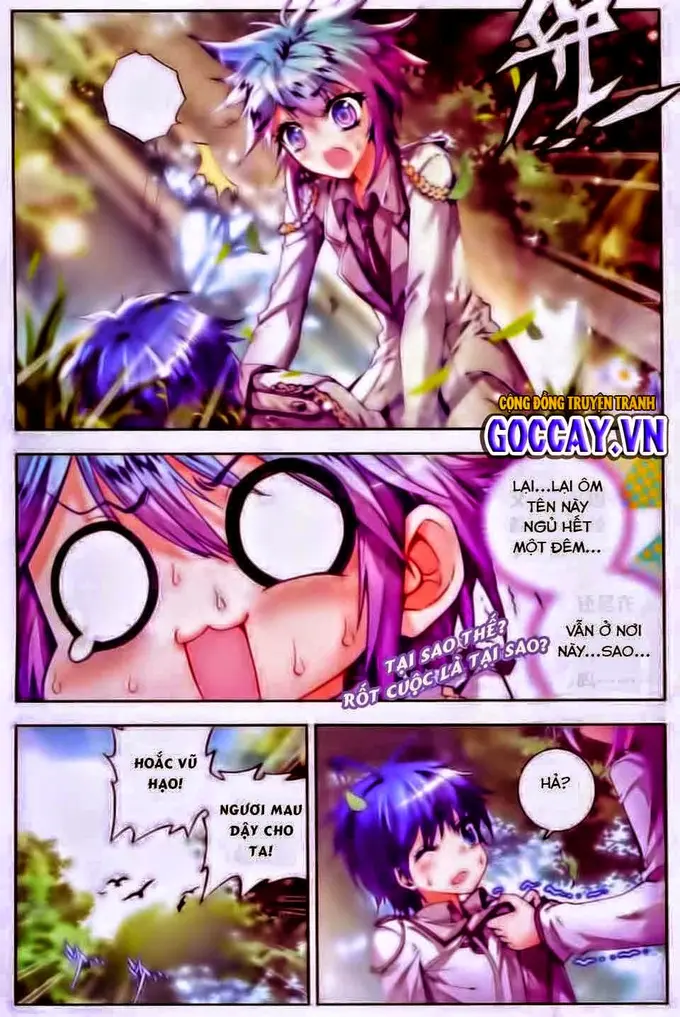 CỘNG ĐỒNG TRUYỆN TRANH
GOCCAY.VN
LẠI...LẠI ÔM
TÊN NÀY
NGỦ HẾT
MỘT ĐÊM...
VẪN Ở NƠI
NÀY...SAO...
TẠI SAO THẾ?
RỐT CUỘC LÀ TẠI SAO?
HOẮC VŨ
HẠO!
NGƯƠI MAU
DẬY CHO
TA!
HẢ?